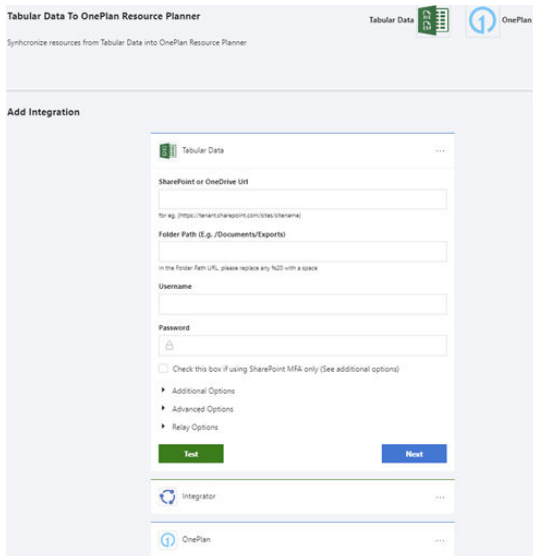 Tabular Data To OnePlan Resource Planner
Tabular Data
OnePlan
Synhcronize resources from Tabular Data into OnePlan Resource Planner
Add Integration
Tabular Data
SharePoint or OneDrive Url
for eg. (https://tenant.sharepoint.com/sites/sitename)
Folder Path (E.g. /Documents/Exports)
In the Folder Path URL, please replace any %20 with a space
Username
Password
Check this box if using SharePoint MFA only (See additional options)
Additional Options
Advanced Options
Relay Options
Test
Next
Integrator
OnePlan